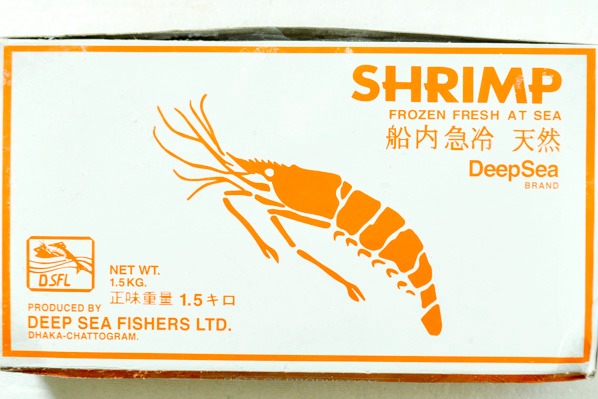 SHRIMP
FROZEN FRESH AT SEA
船内急冷 天然
DeepSea
BRAND
DSFL
NET WT.
1.5KG.
正味重量 1.5キロ
PRODUCED BY
DEEP SEA FISHERS LTD.
DHAKA-CHATTOGRAM.